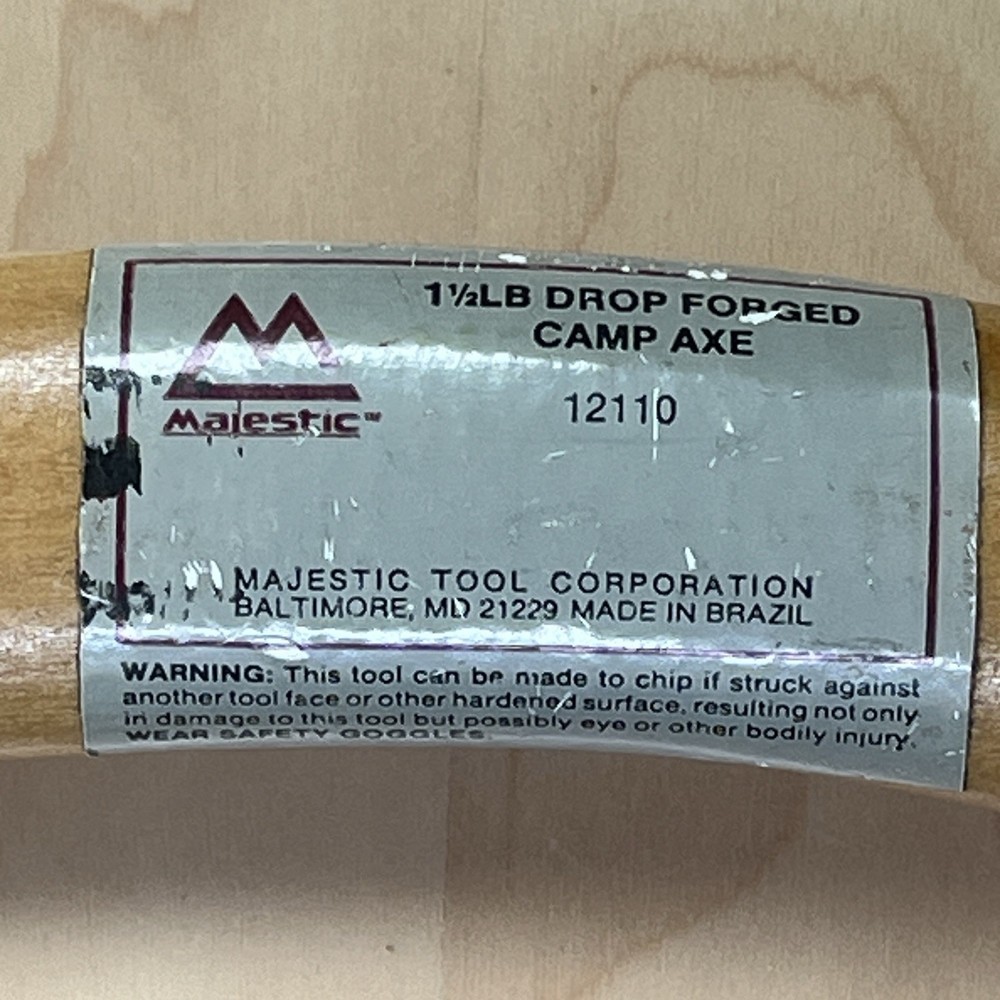 1½LB DROP FORGED
CAMP AXE
Majestic™
12110
MAJESTIC TOOL CORPORATION
BALTIMORE, MD 21229 MADE IN BRAZIL
WARNING: This tool can be made to chip if struck against
another tool face or other hardened surface, resulting not only
in damage to this tool but possibly eye or other bodily injury.
WEAR SAFETY GOGGLES.